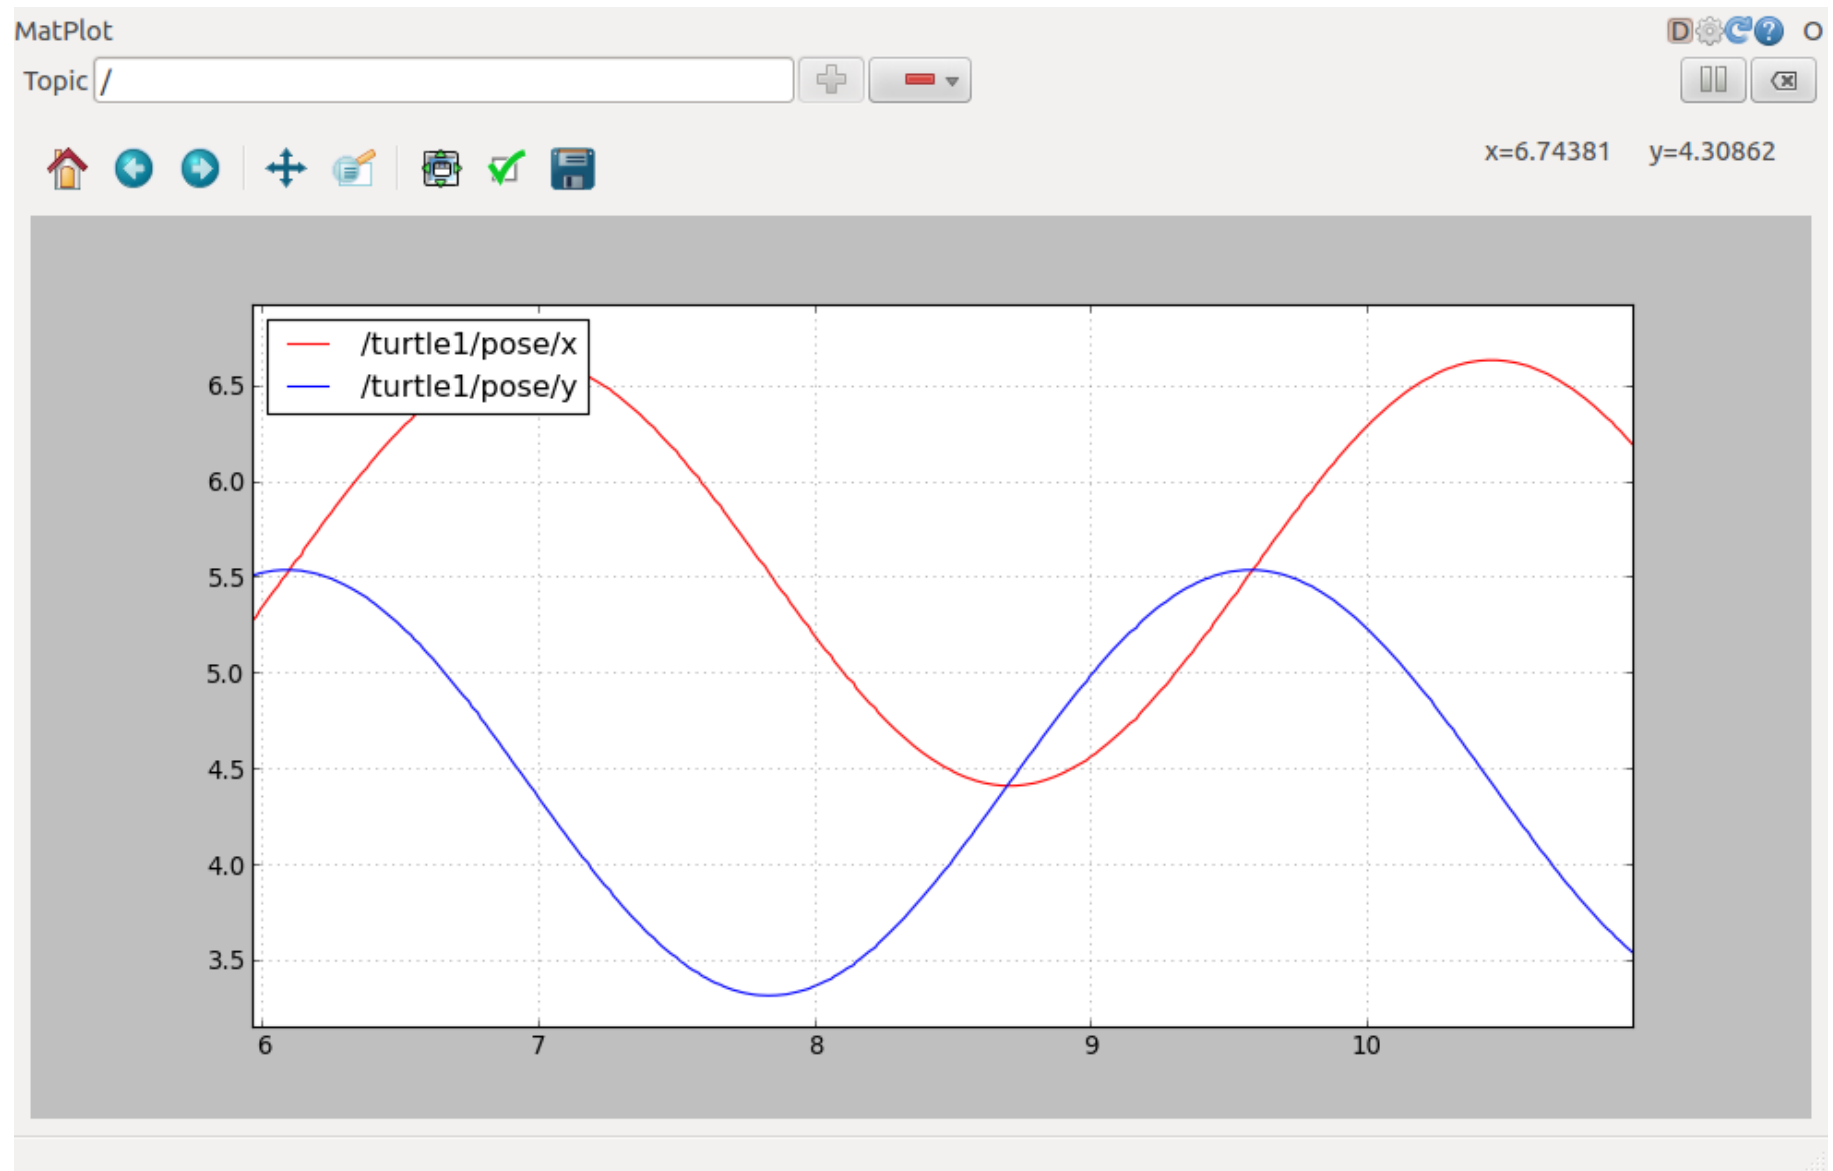 MatPlot
D ? O
Topic /
x=6.74381 y=4.30862
/turtle1/pose/x
/turtle1/pose/y
6.5
6.0
5.5
5.0
4.5
4.0
3.5
6 7 8 9 10